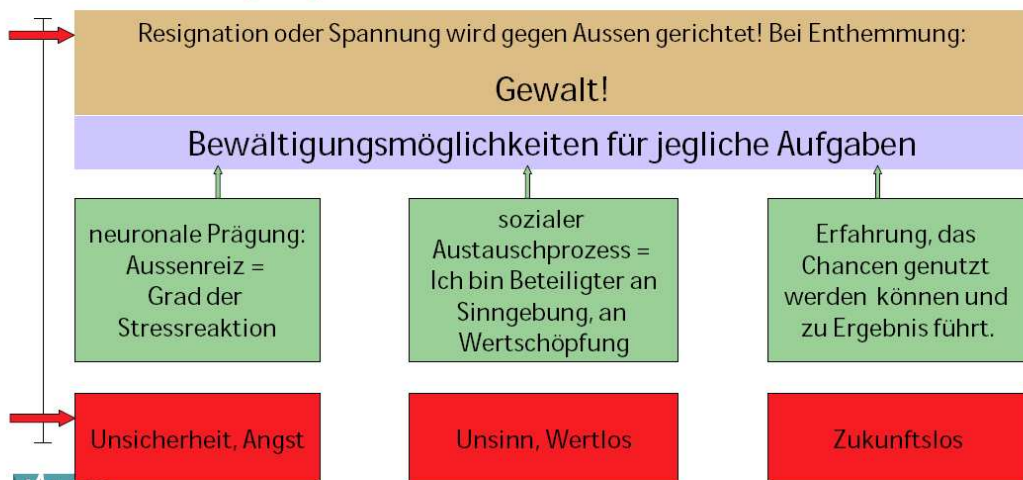 Resignation oder Spannung wird gegen Aussen gerichtet! Bei Enthemmung:
Gewalt!
Bewältigungsmöglichkeiten für jegliche Aufgaben
neuronale Prägung:
Aussenreiz =
Grad der
Stressreaktion
sozialer
Austauschprozess =
Ich bin Beteiligter an
Sinngebung, an
Wertschöpfung
Erfahrung, das
Chancen genutzt
werden können und
zu Ergebnis führt.
Unsicherheit, Angst
Unsinn, Wertlos
Zukunftslos